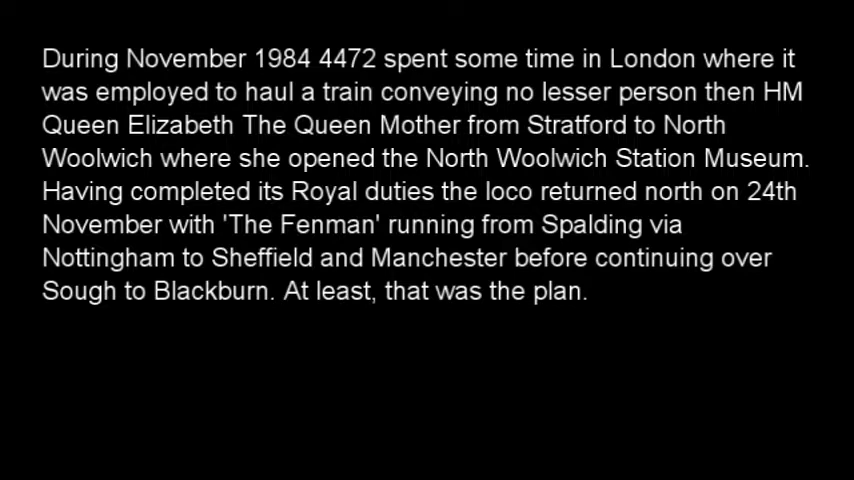 During November 1984 4472 spent some time in London where it
was employed to haul a train conveying no lesser person then HM
Queen Elizabeth The Queen Mother from Stratford to North
Woolwich where she opened the North Woolwich Station Museum.
Having completed its Royal duties the loco returned north on 24th
November with 'The Fenman' running from Spalding via
Nottingham to Sheffield and Manchester before continuing over
Sough to Blackburn. At least, that was the plan.